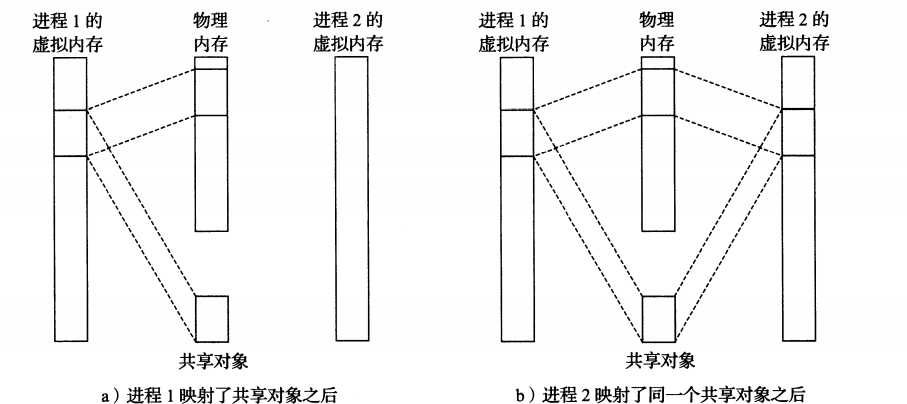 进程 1 的
虚拟内存
物理
内存
进程 2 的
虚拟内存
共享对象
a）进程 1 映射了共享对象之后
进程 1 的
虚拟内存
物理
内存
进程 2 的
虚拟内存
共享对象
b）进程 2 映射了同一个共享对象之后